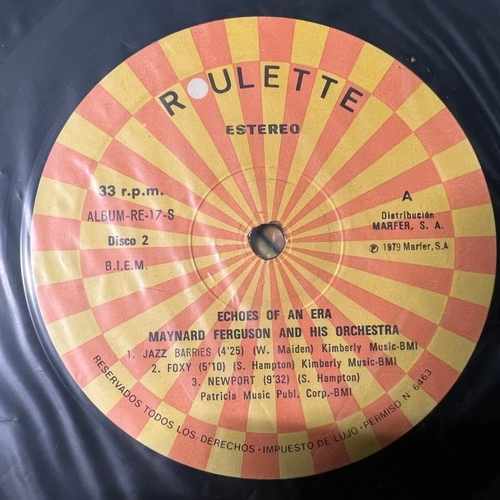 ROULETTE
ESTEREO
33 r.p.m.
ALBUM-RE-17-S
Disco 2
B.I.E.M.
A
Distribución
MARFER, S. A.
℗ 1979 Marfer, S.A
ECHOES OF AN ERA
MAYNARD FERGUSON AND HIS ORCHESTRA
1. JAZZ BARRIES (4'25) (W. Maiden) Kimberly Music-BMI
2. FOXY (5'10) (S. Hampton) Kimberly Music-BMI
3. NEWPORT (9'32) (S. Hampton)
Patricia Music Publ. Corp.-BMI
RESERVADOS TODOS LOS DERECHOS · IMPUESTO DE LUJO · PERMISO N 6463